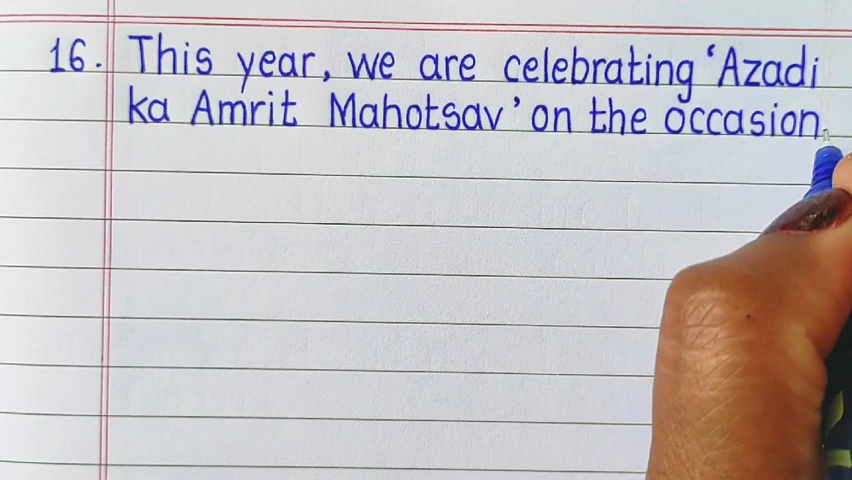 16. This year, we are celebrating ‘Azadi
ka Amrit Mahotsav’ on the occasion.